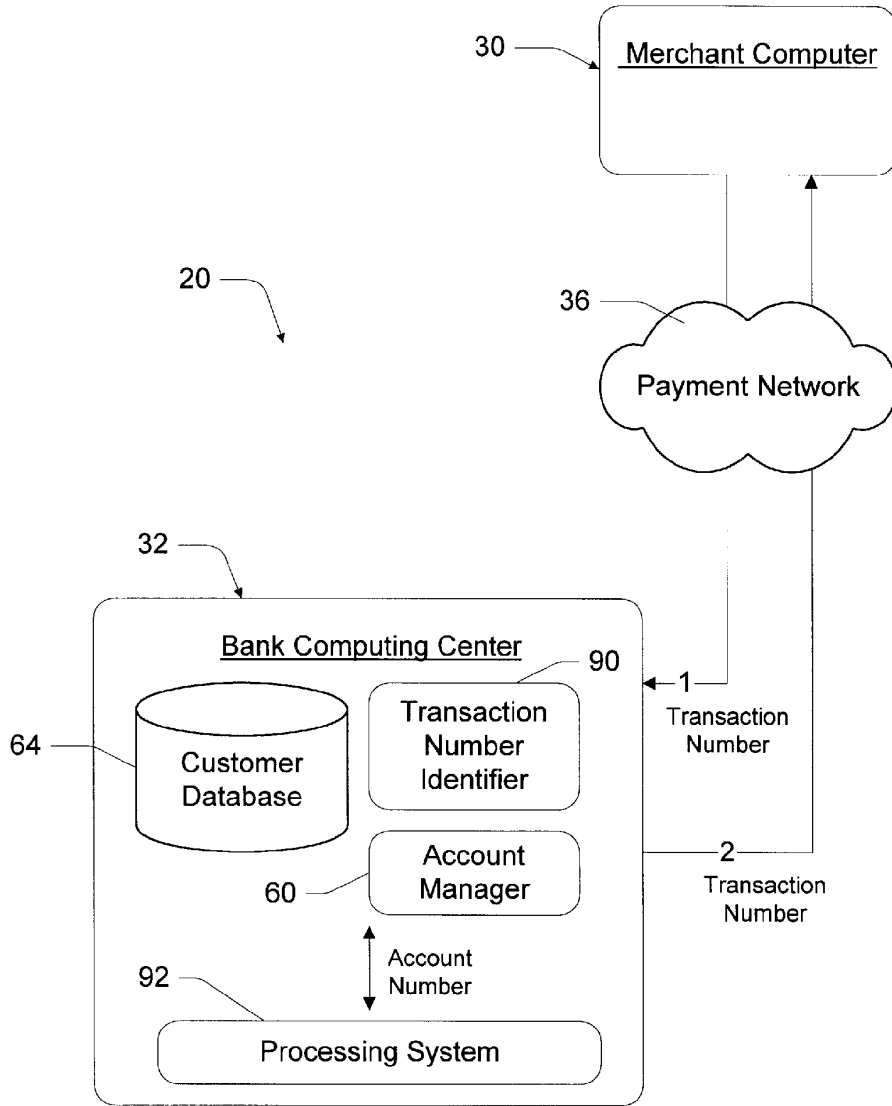 30
Merchant Computer
20
36
Payment Network
32
Bank Computing Center
90
1
Transaction
Number
64
Customer
Database
Transaction
Number
Identifier
60
Account
Manager
2
Transaction
Number
Account
Number
92
Processing System